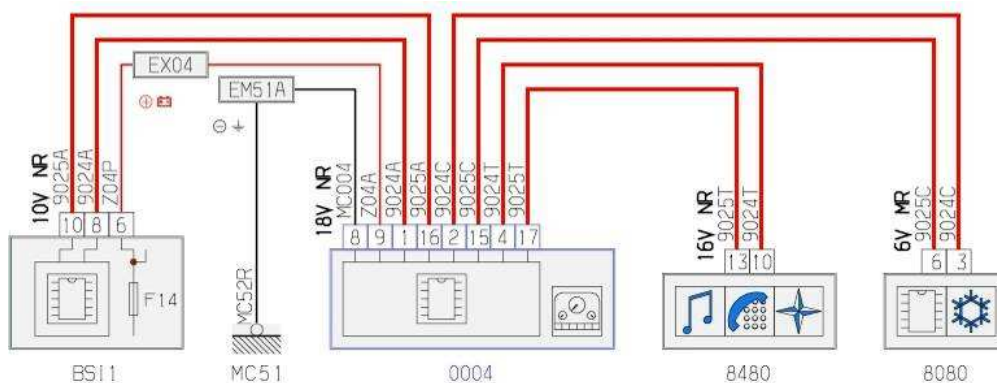 EX04
EM51A
10V NR
9025A
9024A
Z04P
18V NR
MC004
Z04A
9024A
9025A
9024C
9025C
9024T
9025T
16V NR
9025T
9024T
6V MR
9025C
9024C
10 8 6
8 9 1 16 2 15 4 17
13 10
6 3
F14
MC52R
BSI1 MC51 0004 8480 8080